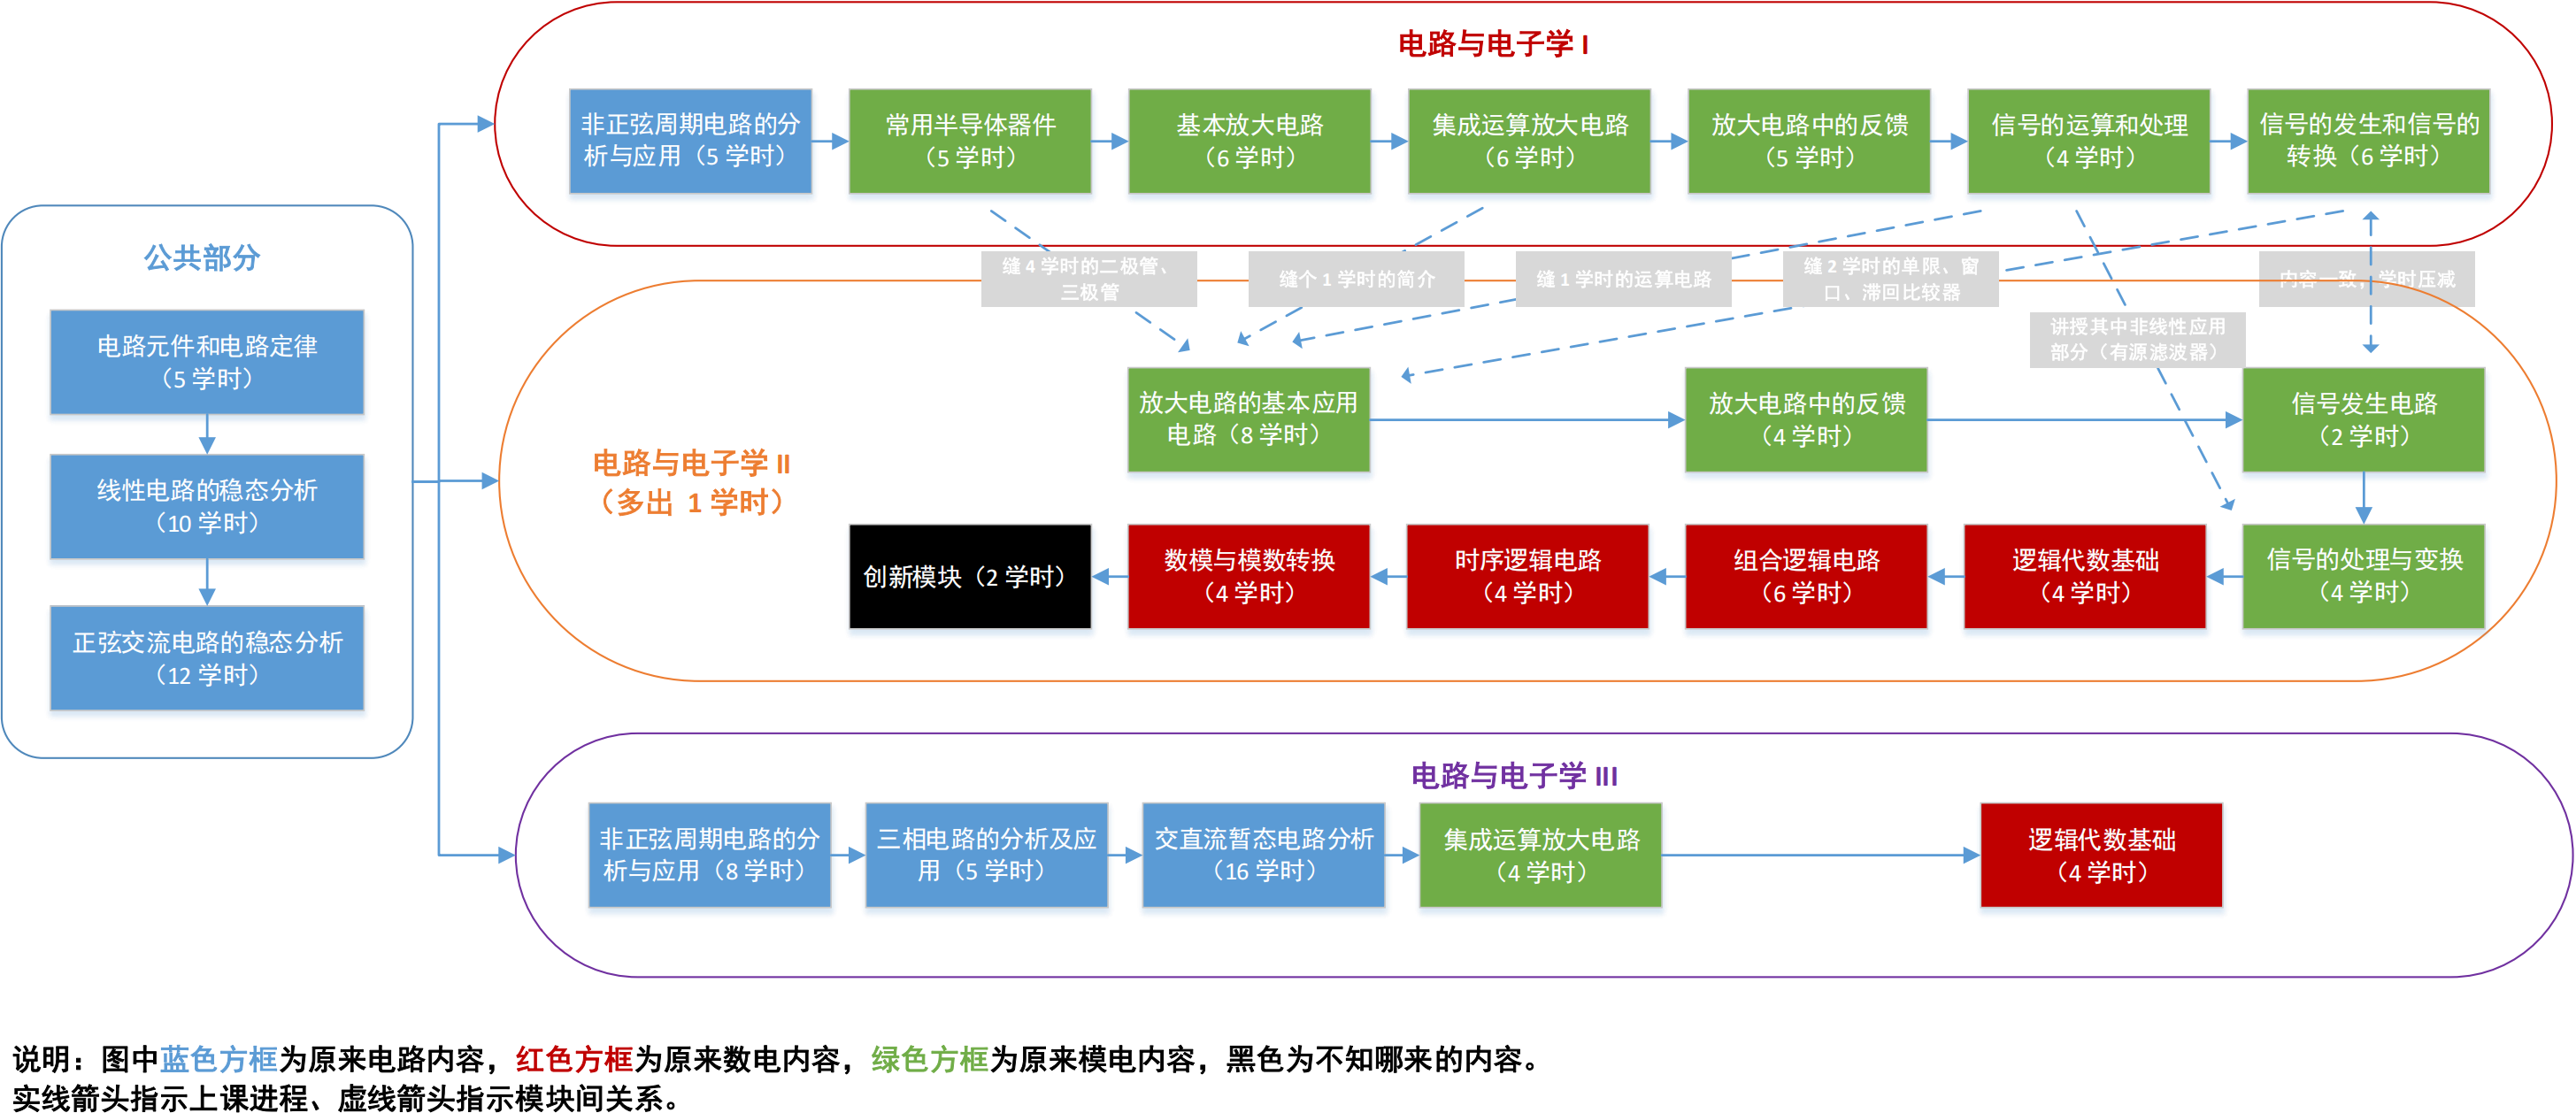 电路与电子学 I
非正弦周期电路的分
析与应用（5 学时）
常用半导体器件
（5 学时）
基本放大电路
（6 学时）
集成运算放大电路
（6 学时）
放大电路中的反馈
（5 学时）
信号的运算和处理
（4 学时）
信号的发生和信号的
转换（6 学时）
公共部分
电路元件和电路定律
（5 学时）
线性电路的稳态分析
（10 学时）
正弦交流电路的稳态分析
（12 学时）
缝 4 学时的二极管、
三极管
缝个 1 学时的简介
缝 1 学时的运算电路
缝 2 学时的单限、窗
口、滞回比较器
内容一致，学时压减
讲授其中非线性应用
部分（有源滤波器）
电路与电子学 II
（多出 1 学时）
放大电路的基本应用
电路（8 学时）
放大电路中的反馈
（4 学时）
信号发生电路
（2 学时）
创新模块（2 学时）
数模与模数转换
（4 学时）
时序逻辑电路
（4 学时）
组合逻辑电路
（6 学时）
逻辑代数基础
（4 学时）
信号的处理与变换
（4 学时）
电路与电子学 III
非正弦周期电路的分
析与应用（8 学时）
三相电路的分析及应
用（5 学时）
交直流暂态电路分析
（16 学时）
集成运算放大电路
（4 学时）
逻辑代数基础
（4 学时）
说明：图中蓝色方框为原来电路内容，红色方框为原来数电内容，绿色方框为原来模电内容，黑色为不知哪来的内容。
实线箭头指示上课进程、虚线箭头指示模块间关系。